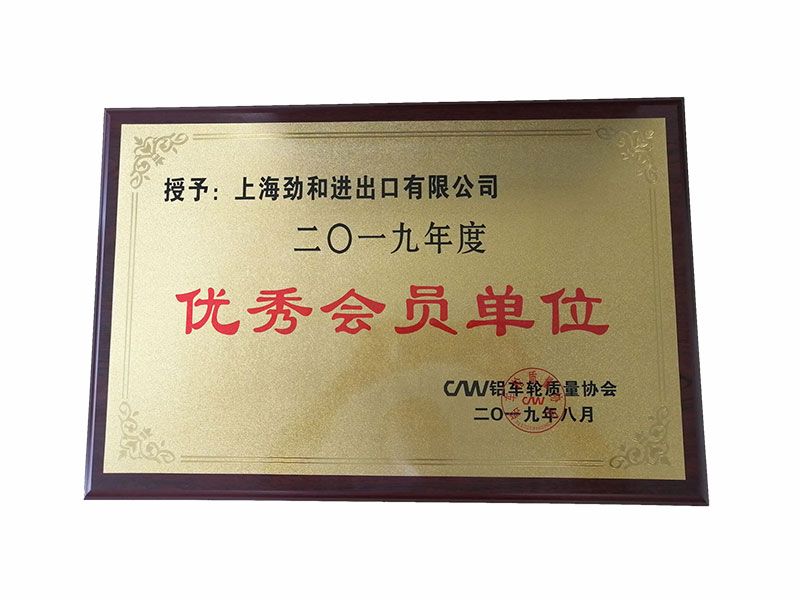 授予：上海劲和进出口有限公司
二〇一九年度
优秀会员单位
CAW铝车轮质量协会
二〇一九年八月
CAW